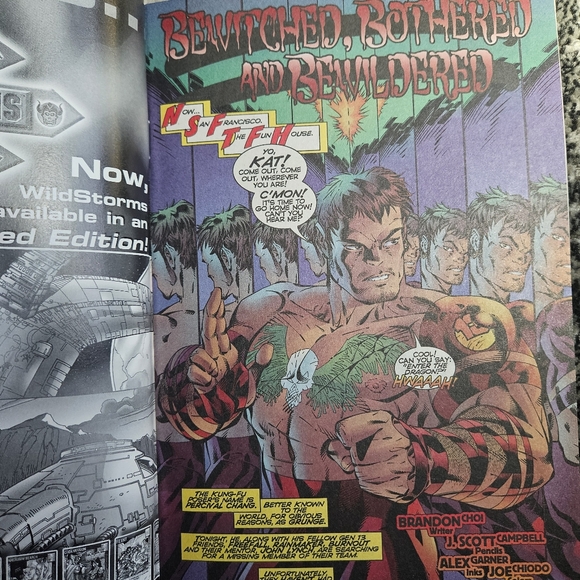 BEWITCHED, BOTHERED
AND BEWILDERED
NOW...
SAN FRANCISCO.
THE FUN HOUSE.
YO,
KAT!
COME OUT, COME
OUT, WHEREVER
YOU ARE!
C'MON!
IT'S TIME TO
GO HOME NOW!
CAN'T YOU
HEAR ME?
COOL!
CAN YOU SAY:
"ENTER THE
DRAGON?"
HWAAAH!
THE KUNG-FU
POSER'S NAME IS
PERCIVAL CHANG.
BETTER KNOWN
TO THE
WORLD, FOR OBVIOUS
REASONS, AS GRUNGE.
TONIGHT, HE, ALONG WITH HIS FELLOW GEN 13
FRIENDS, FREEFALL, RAINMAKER, BURNOUT
AND THEIR MENTOR, JOHN LYNCH, ARE SEARCHING
FOR A MISSING MEMBER OF THEIR TEAM.
UNFORTUNATELY,
BRANDON CHOI
Writer
J. SCOTT CAMPBELL
Pencils
ALEX GARNER
Inks
JOE CHIODO
Now,
WildStorms
available in an
ed Edition!